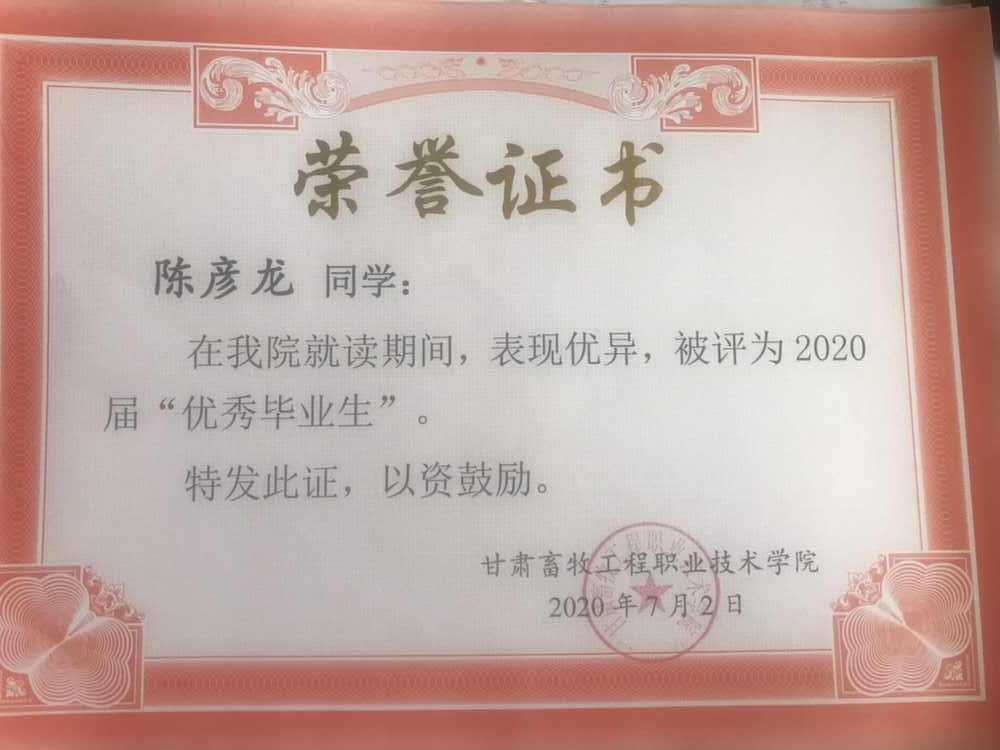 荣誉证书
陈彦龙 同学：
在我院就读期间，表现优异，被评为2020
届“优秀毕业生”。
特发此证，以资鼓励。
甘肃畜牧工程职业技术学院
2020年7月2日